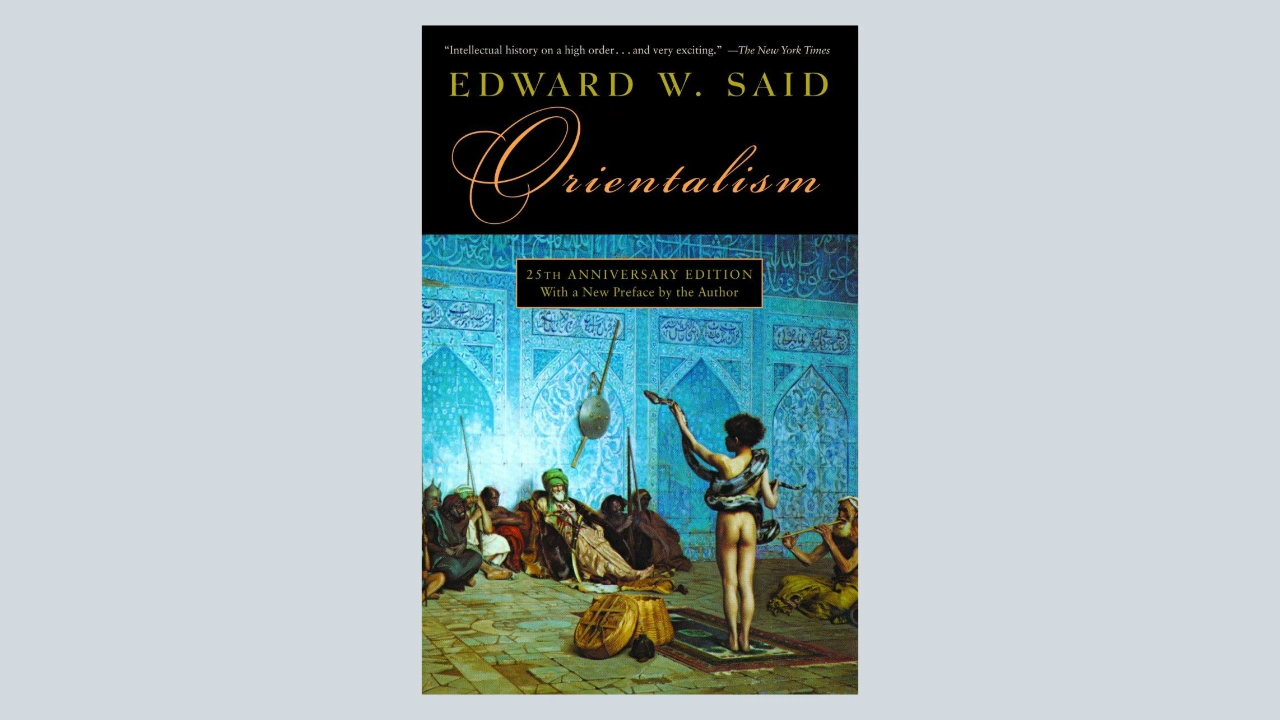 “Intellectual history on a high order . . . and very exciting.” —The New York Times
EDWARD W. SAID
Orientalism
25TH ANNIVERSARY EDITION
With a New Preface by the Author